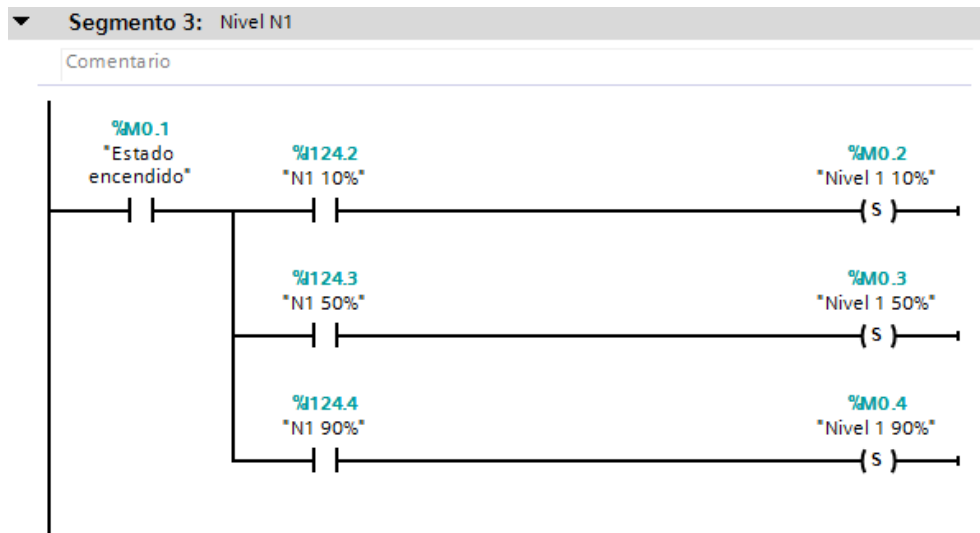 Segmento 3: Nivel N1
Comentario
%M0.1
"Estado
encendido"
%I124.2
"N1 10%"
%M0.2
"Nivel 1 10%"
S
%I124.3
"N1 50%"
%M0.3
"Nivel 1 50%"
S
%I124.4
"N1 90%"
%M0.4
"Nivel 1 90%"
S